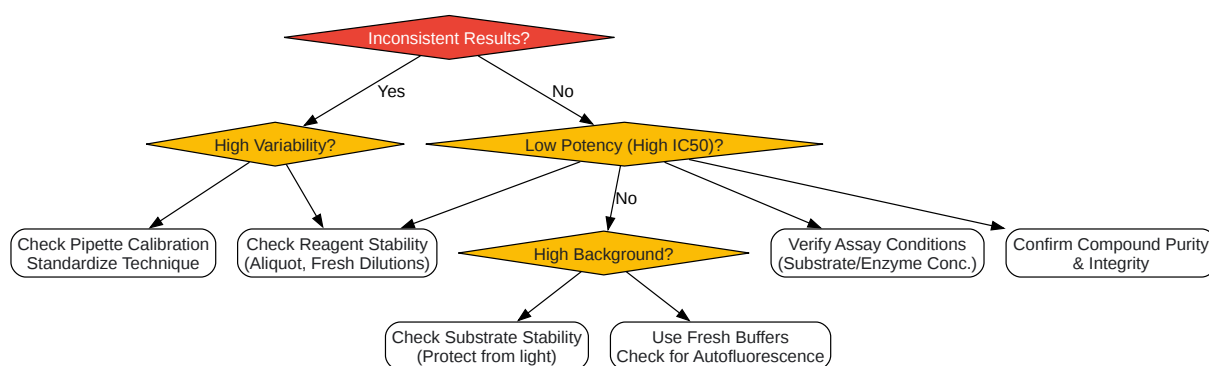 Inconsistent Results?
Yes
No
High Variability?
Low Potency (High IC50)?
No
Check Pipette Calibration
Standardize Technique
Check Reagent Stability
(Aliquot, Fresh Dilutions)
High Background?
Verify Assay Conditions
(Substrate/Enzyme Conc.)
Confirm Compound Purity
& Integrity
Check Substrate Stability
(Protect from light)
Use Fresh Buffers
Check for Autofluorescence